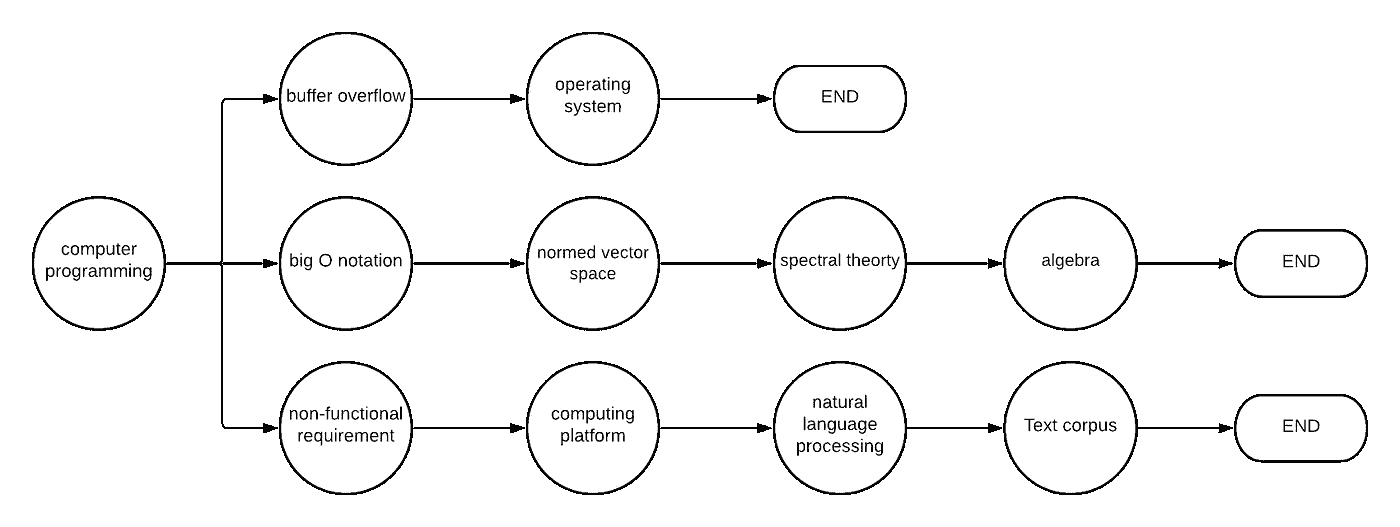 buffer overflow
operating
system
END
computer
programming
big O notation
normed vector
space
spectral theorty
algebra
END
non-functional
requirement
computing
platform
natural
language
processing
Text corpus
END